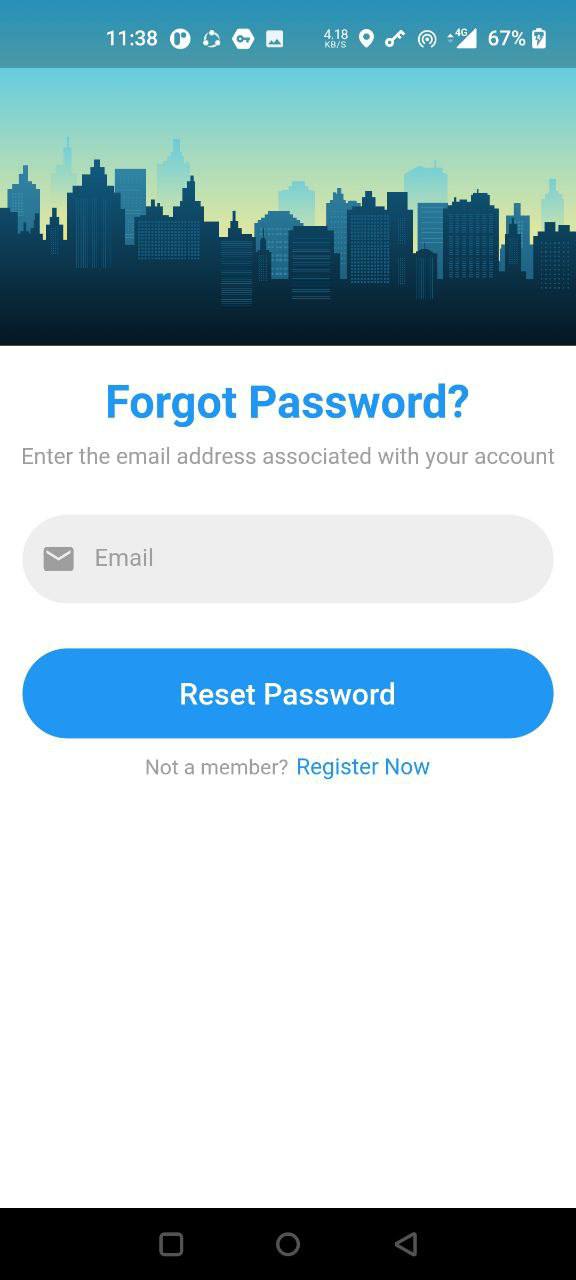 11:38 4.18 KB/S 4G 67%
Forgot Password?
Enter the email address associated with your account
Email
Reset Password
Not a member? Register Now